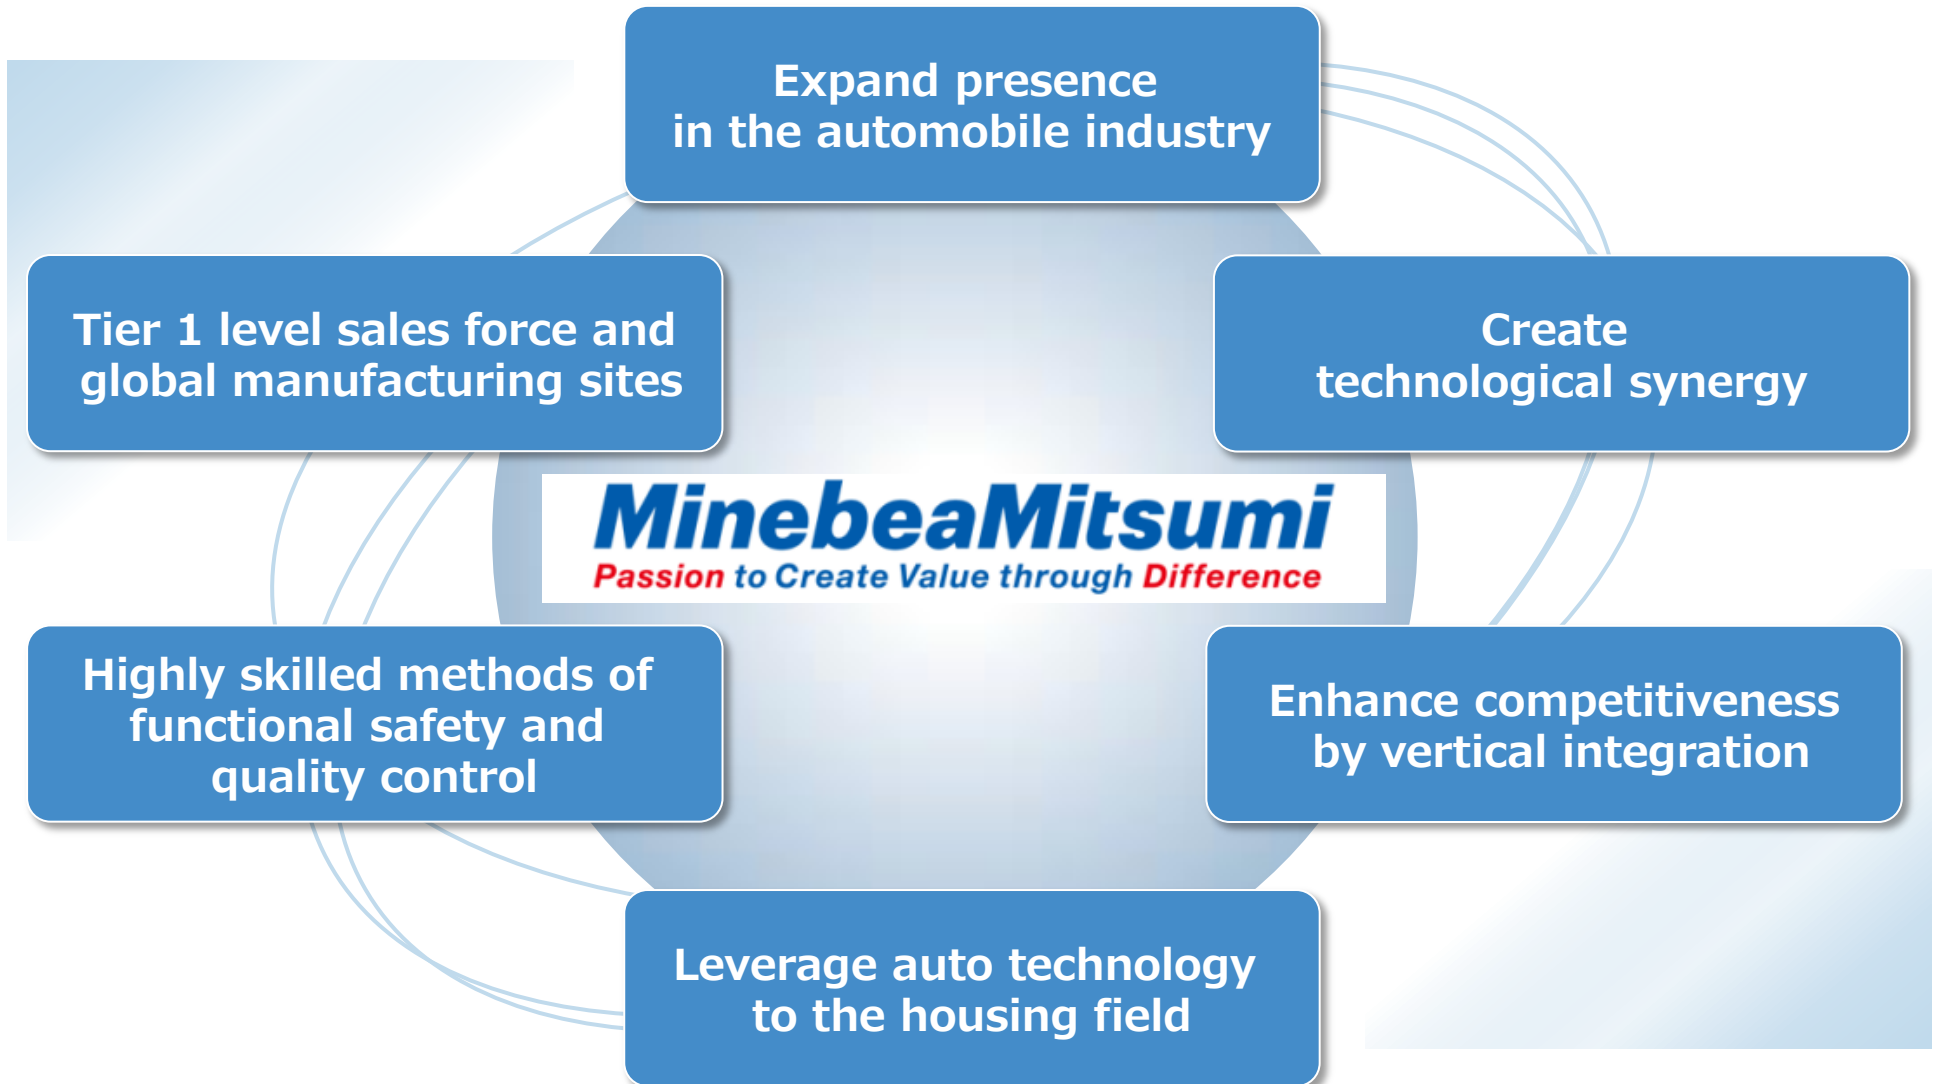 Expand presence
in the automobile industry
Tier 1 level sales force and
global manufacturing sites
Create
technological synergy
MinebeaMitsumi
Passion to Create Value through Difference
Highly skilled methods of
functional safety and
quality control
Enhance competitiveness
by vertical integration
Leverage auto technology
to the housing field